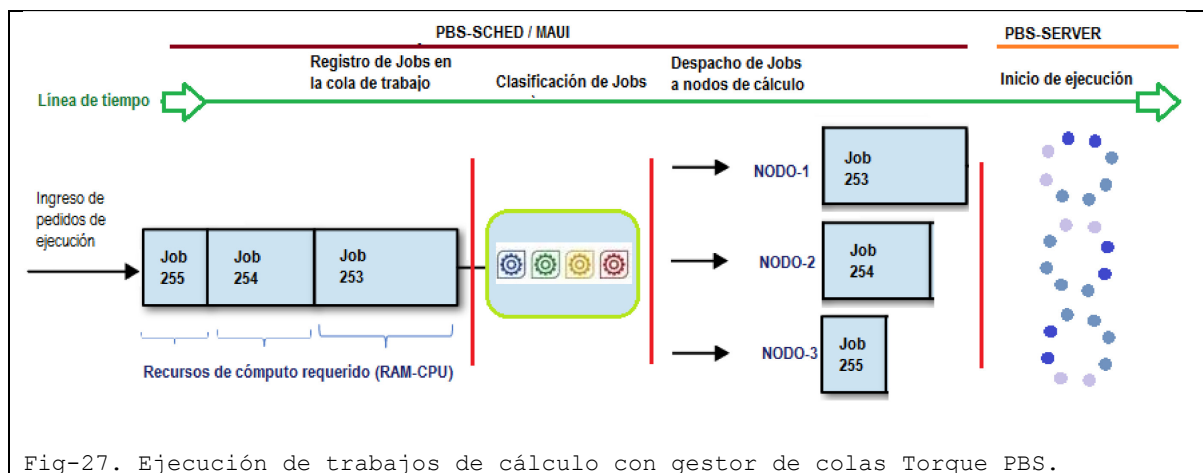 PBS-SCHED / MAUI
PBS-SERVER
Registro de Jobs en
la cola de trabajo
Clasificación de Jobs
Despacho de Jobs
a nodos de cálculo
Inicio de ejecución
Línea de tiempo
Ingreso de
pedidos de
ejecución
Job
255
Job
254
Job
253
Recursos de cómputo requerido (RAM-CPU)
NODO-1
Job
253
NODO-2
Job
254
NODO-3
Job
255
Fig-27. Ejecución de trabajos de cálculo con gestor de colas Torque PBS.